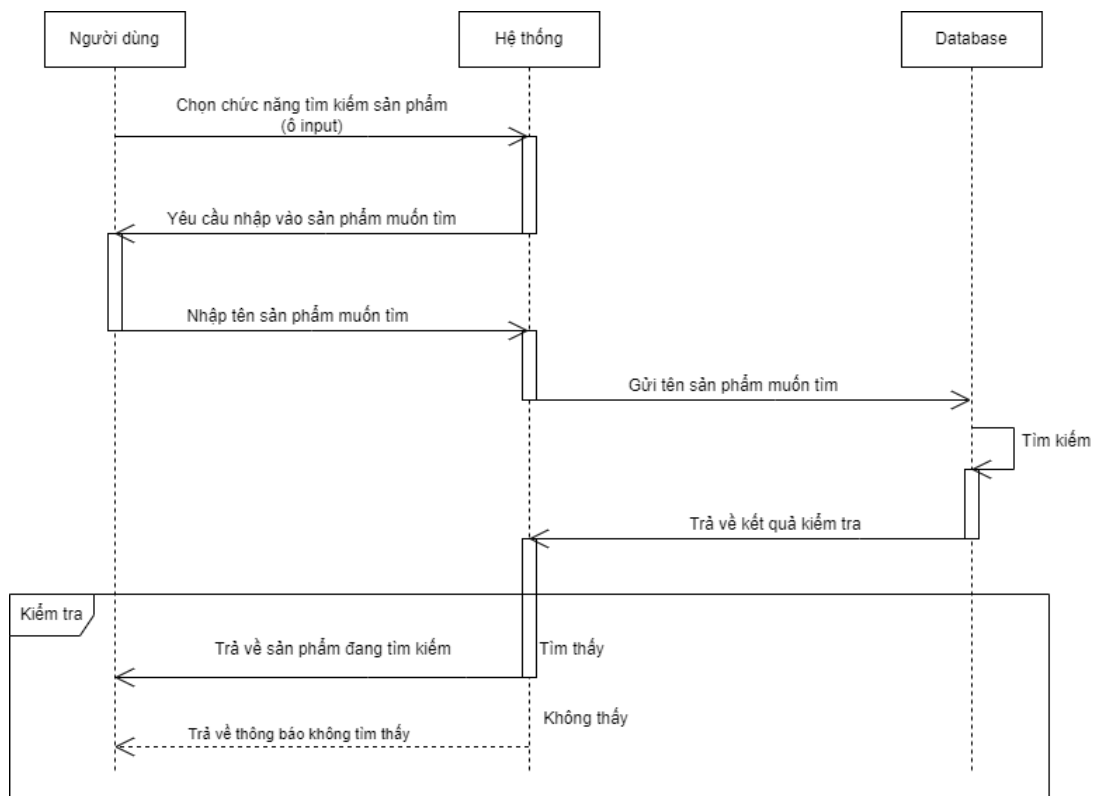 Người dùng
Hệ thống
Database
Chọn chức năng tìm kiếm sản phẩm
(ô input)
Yêu cầu nhập vào sản phẩm muốn tìm
Nhập tên sản phẩm muốn tìm
Gửi tên sản phẩm muốn tìm
Tìm kiếm
Trả về kết quả kiểm tra
Kiểm tra
Trả về sản phẩm đang tìm kiếm
Tìm thấy
Không thấy
Trả về thông báo không tìm thấy